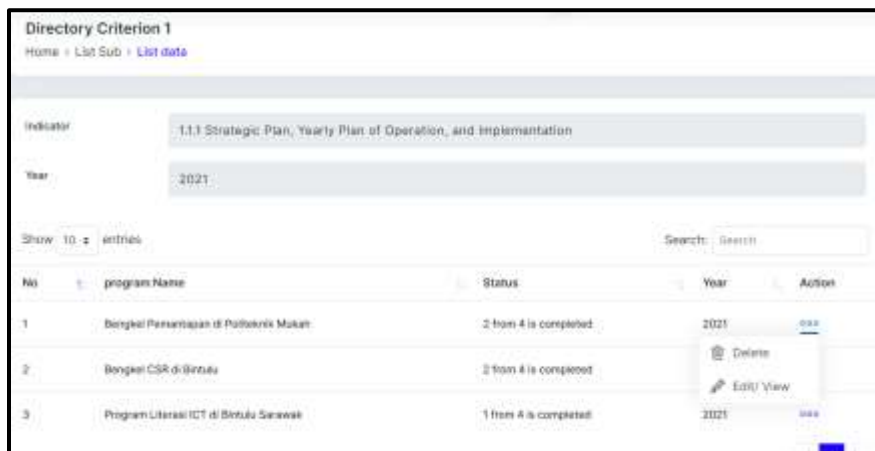 Directory Criterion 1
Home › List Sub › List data
Indicator
1.1.1 Strategic Plan, Yearly Plan of Operation, and Implementation
Year
2021
Show 10 entries
Search: Search
No program Name Status Year Action
1 Bengkel Pemantapan di Politeknik Mukah 2 from 4 is completed 2021
Delete
2 Bengkel CSR di Bintulu 2 from 4 is completed
Edit/ View
3 Program Literasi ICT di Bintulu Sarawak 1 from 4 is completed 2021